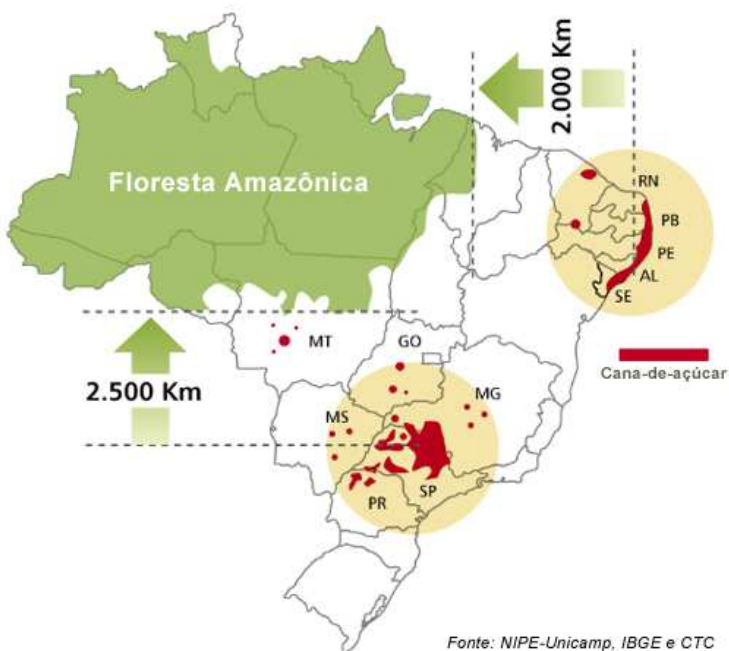 2.000 Km
Floresta Amazônica
RN
PB
PE
AL
SE
Cana-de-açúcar
MT
GO
2.500 Km
MG
MS
SP
PR
Fonte: NIPE-Unicamp, IBGE e CTC